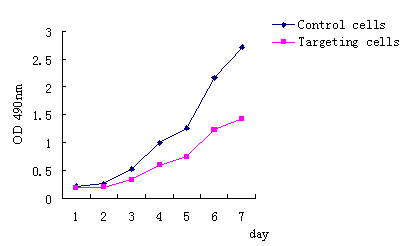 Control cells
Targeting cells
3
2.5
2
1.5
1
0.5
0
OD 490nm
1 2 3 4 5 6 7
day